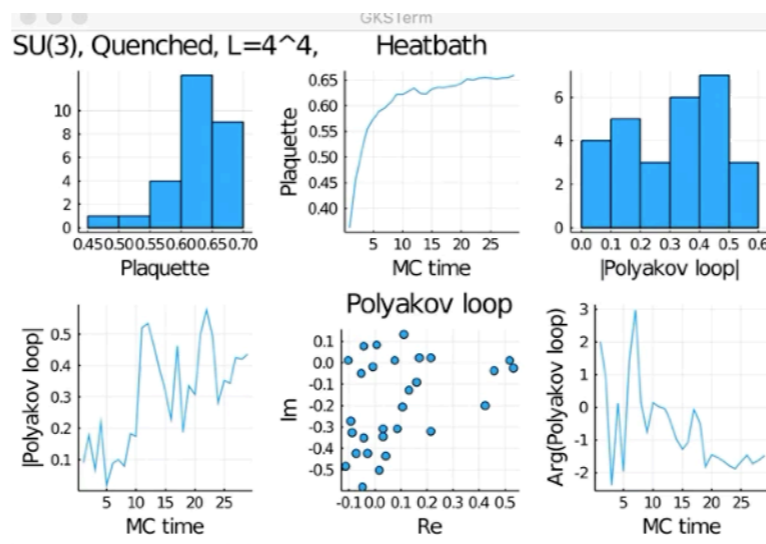 GKSTerm
SU(3), Quenched, L=4^4, Heatbath
10
8
6
4
2
0
0.45 0.50 0.55 0.60 0.65 0.70
Plaquette
Plaquette
0.65
0.60
0.55
0.50
0.45
0.40
5 10 15 20 25
MC time
6
4
2
0
0.0 0.1 0.2 0.3 0.4 0.5 0.6
|Polyakov loop|
|Polyakov loop|
0.5
0.4
0.3
0.2
0.1
5 10 15 20 25
MC time
Polyakov loop
Im
0.1
0.0
-0.1
-0.2
-0.3
-0.4
-0.5
-0.1 0.0 0.1 0.2 0.3 0.4 0.5
Re
Arg(Polyakov loop)
3
2
1
0
-1
-2
5 10 15 20 25
MC time